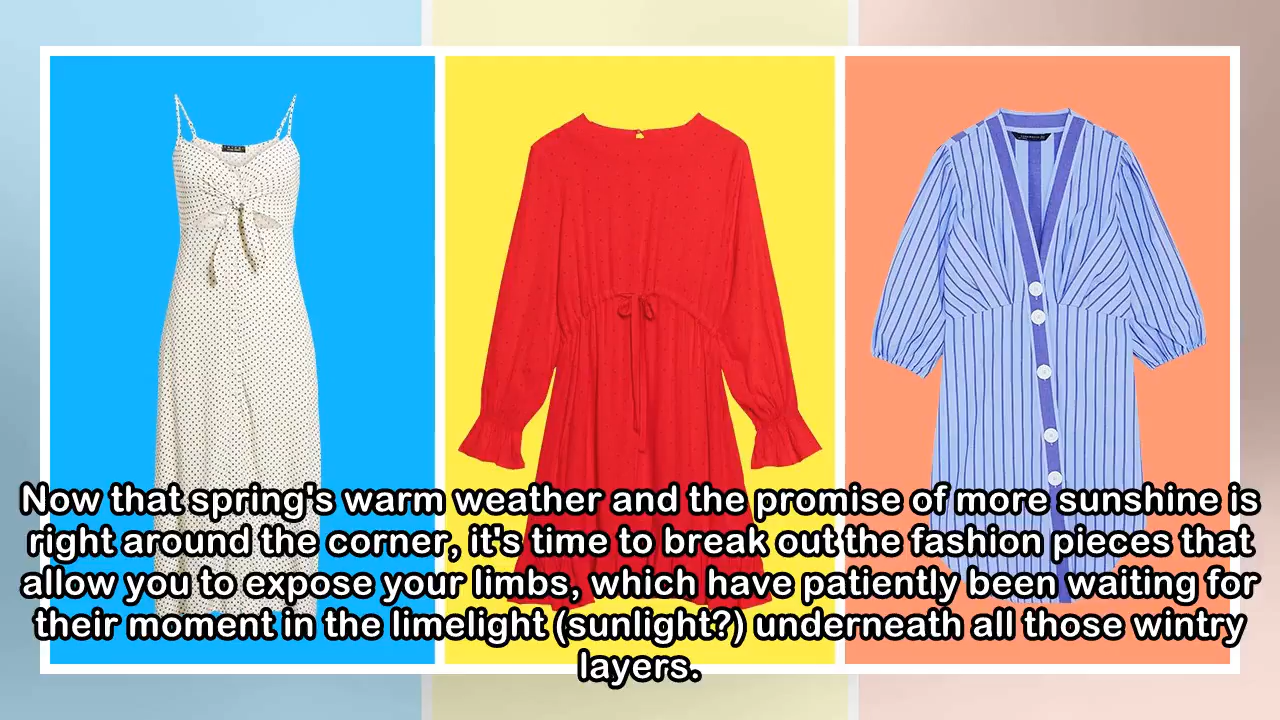 Now that spring's warm weather and the promise of more sunshine is
right around the corner, it's time to break out the fashion pieces that
allow you to expose your limbs, which have patiently been waiting for
their moment in the limelight (sunlight?) underneath all those wintry
layers.